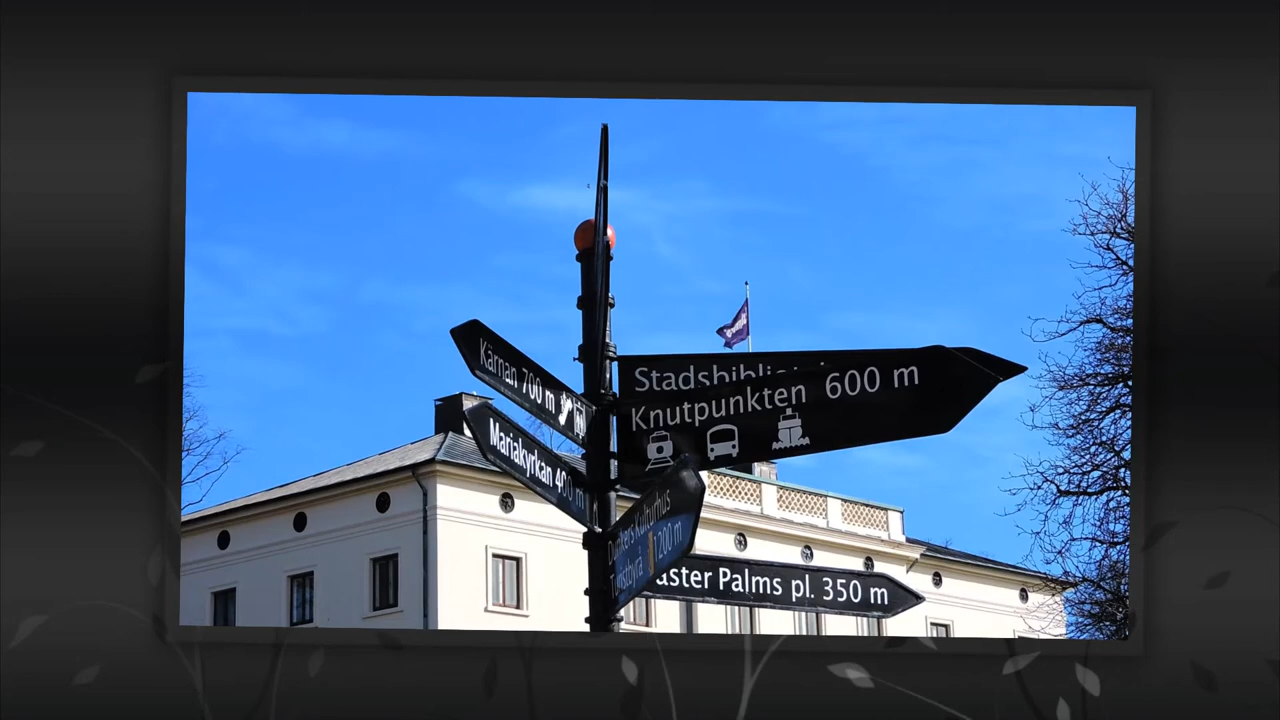 Kärnan 700 m
Mariakyrkan 400 m
Knutpunkten 600 m
Dunkers Kulturhus
Turistbyrå 200 m
aster Palms pl. 350 m